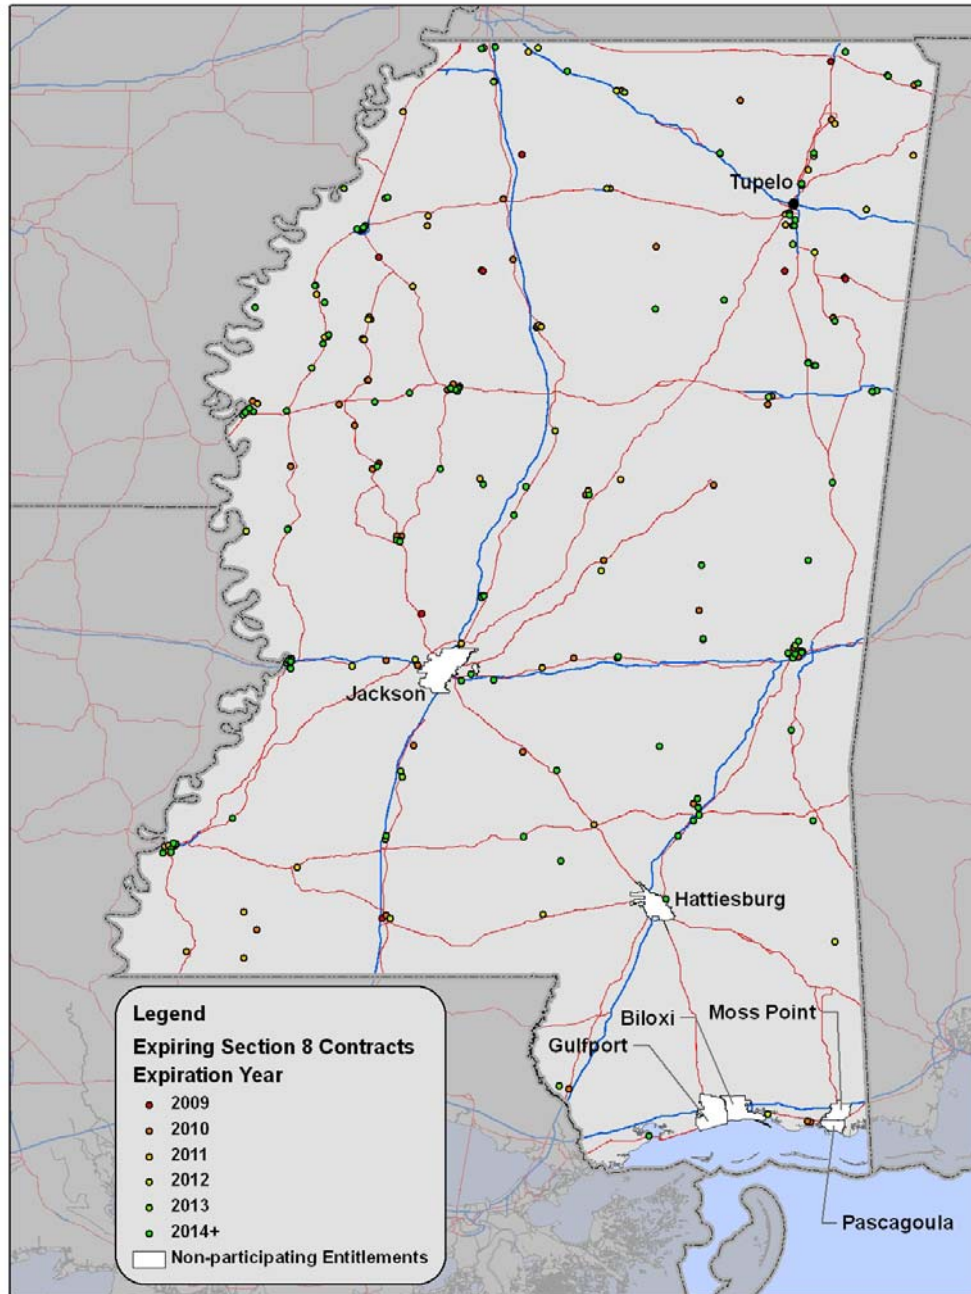 Tupelo
Jackson
Hattiesburg
Moss Point
Biloxi
Gulfport
Pascagoula
Legend
Expiring Section 8 Contracts
Expiration Year
2009
2010
2011
2012
2013
2014+
Non-participating Entitlements